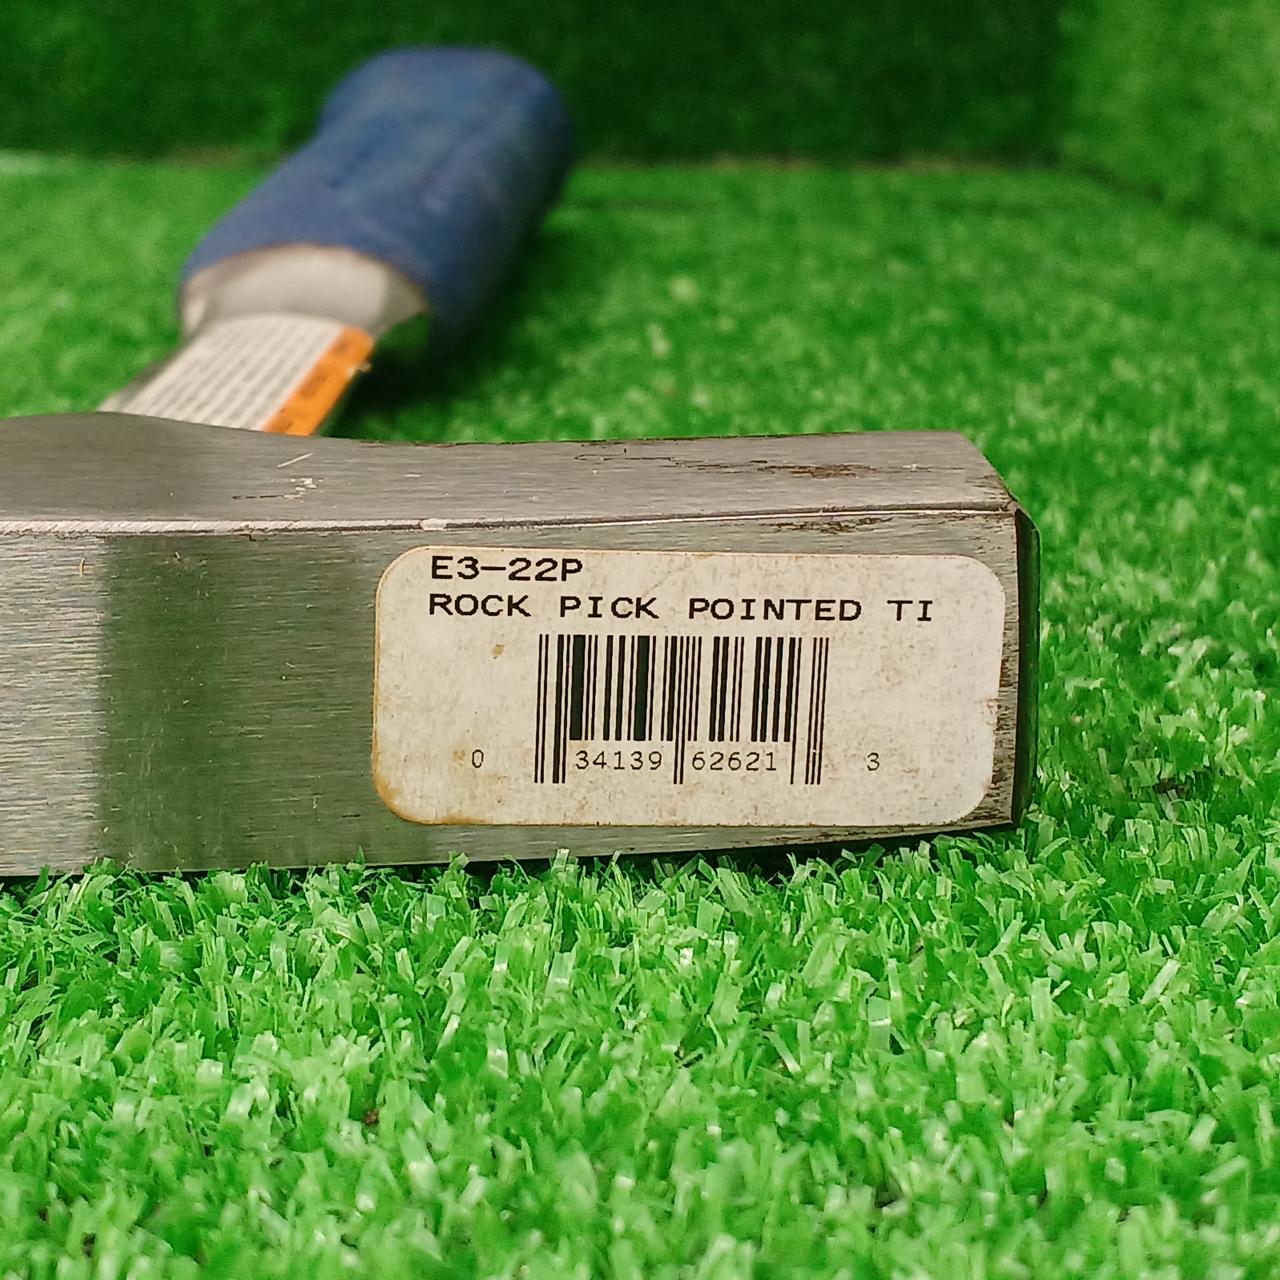 E3-22P
ROCK PICK POINTED TI
0 34139 62621 3